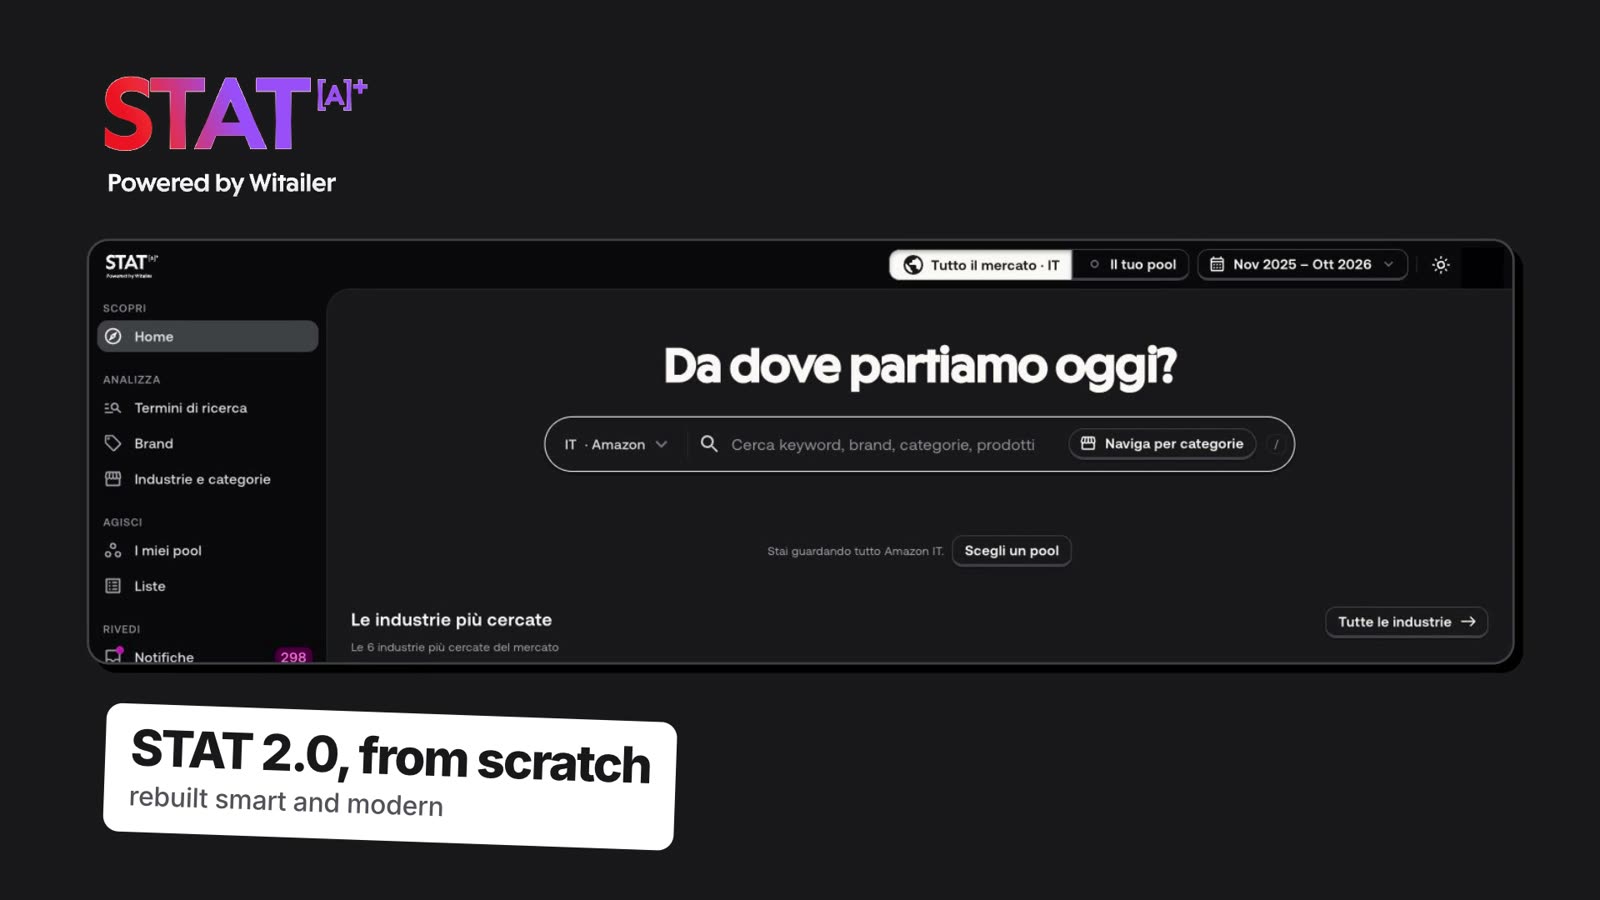 STAT[A]+
Powered by Witailer
STAT[A]+
Powered by Witailer
Tutto il mercato · IT
Il tuo pool
Nov 2025 – Ott 2026
SCOPRI
Home
ANALIZZA
Termini di ricerca
Brand
Industrie e categorie
AGISCI
I miei pool
Liste
RIVEDI
Notifiche 298
Da dove partiamo oggi?
IT · Amazon
Cerca keyword, brand, categorie, prodotti
Naviga per categorie
/
Stai guardando tutto Amazon IT.
Scegli un pool
Le industrie più cercate
Le 6 industrie più cercate del mercato
Tutte le industrie →
STAT 2.0, from scratch
rebuilt smart and modern